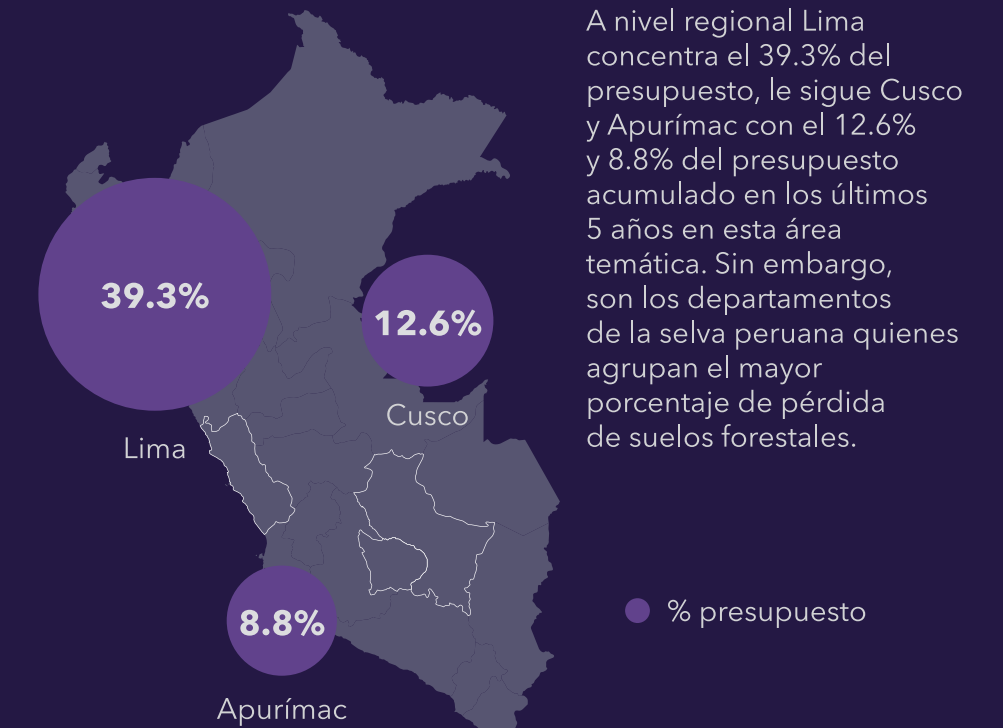 A nivel regional Lima
concentra el 39.3% del
presupuesto, le sigue Cusco
y Apurímac con el 12.6%
y 8.8% del presupuesto
acumulado en los últimos
5 años en esta área
temática. Sin embargo,
son los departamentos
de la selva peruana quienes
agrupan el mayor
porcentaje de pérdida
de suelos forestales.
39.3%
Lima
12.6%
Cusco
8.8%
Apurímac
% presupuesto